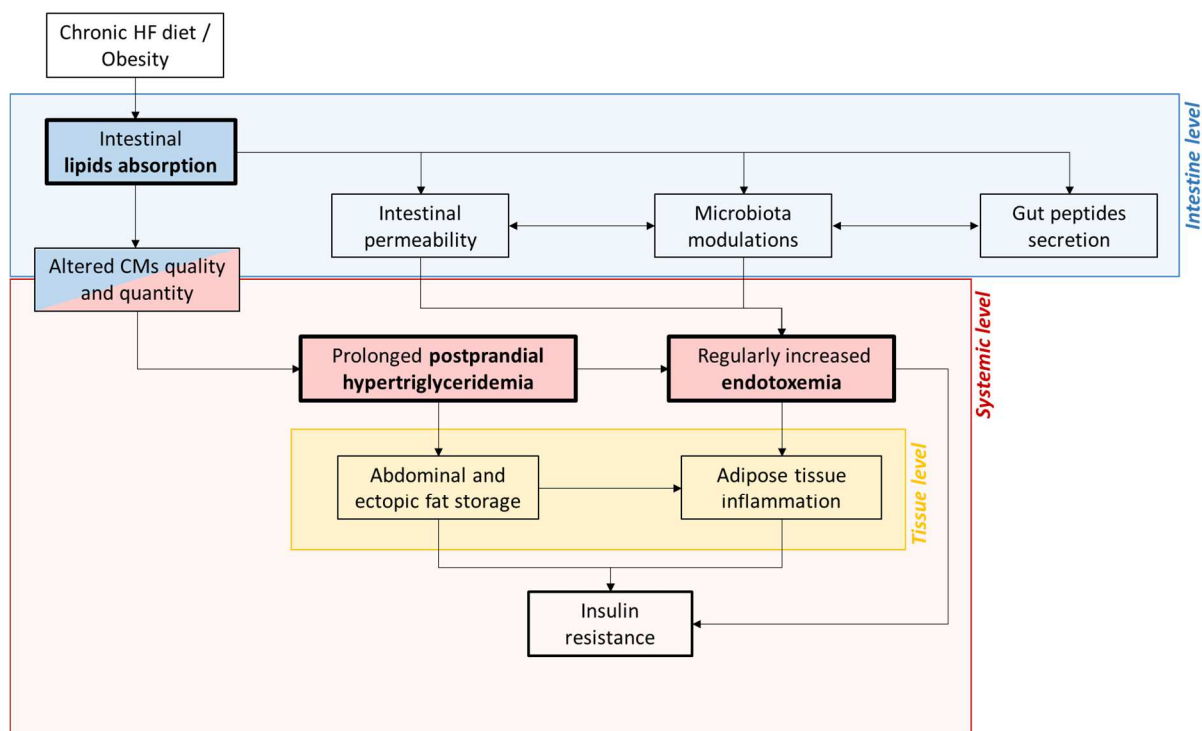 Chronic HF diet /
Obesity
Intestinal
lipids absorption
Intestinal
permeability
Microbiota
modulations
Gut peptides
secretion
Intestine level
Altered CMs quality
and quantity
Prolonged postprandial
hypertriglyceridemia
Regularly increased
endotoxemia
Systemic level
Abdominal and
ectopic fat storage
Adipose tissue
inflammation
Tissue level
Insulin
resistance